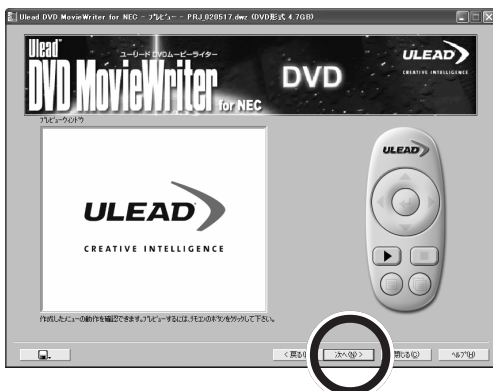 Ulead DVD MovieWriter for NEC - ﾌﾟﾚﾋﾞｭｰ - PRJ_020517.dwz (DVD形式 4.7GB)
Ulead
ユーリード DVDムービーライター
DVD MovieWriter for NEC
DVD
ULEAD
CREATIVE INTELLIGENCE
ﾌﾟﾚﾋﾞｭｰｳｨﾝﾄﾞｳ
ULEAD
CREATIVE INTELLIGENCE
ULEAD
作成したﾒﾆｭｰの動作を確認できます。ﾌﾟﾚﾋﾞｭｰするには、ﾘﾓｺﾝのﾎﾞﾀﾝをｸﾘｯｸして下さい。
< 戻る
次へ(N) >
閉じる(C)
ﾍﾙﾌﾟ(H)